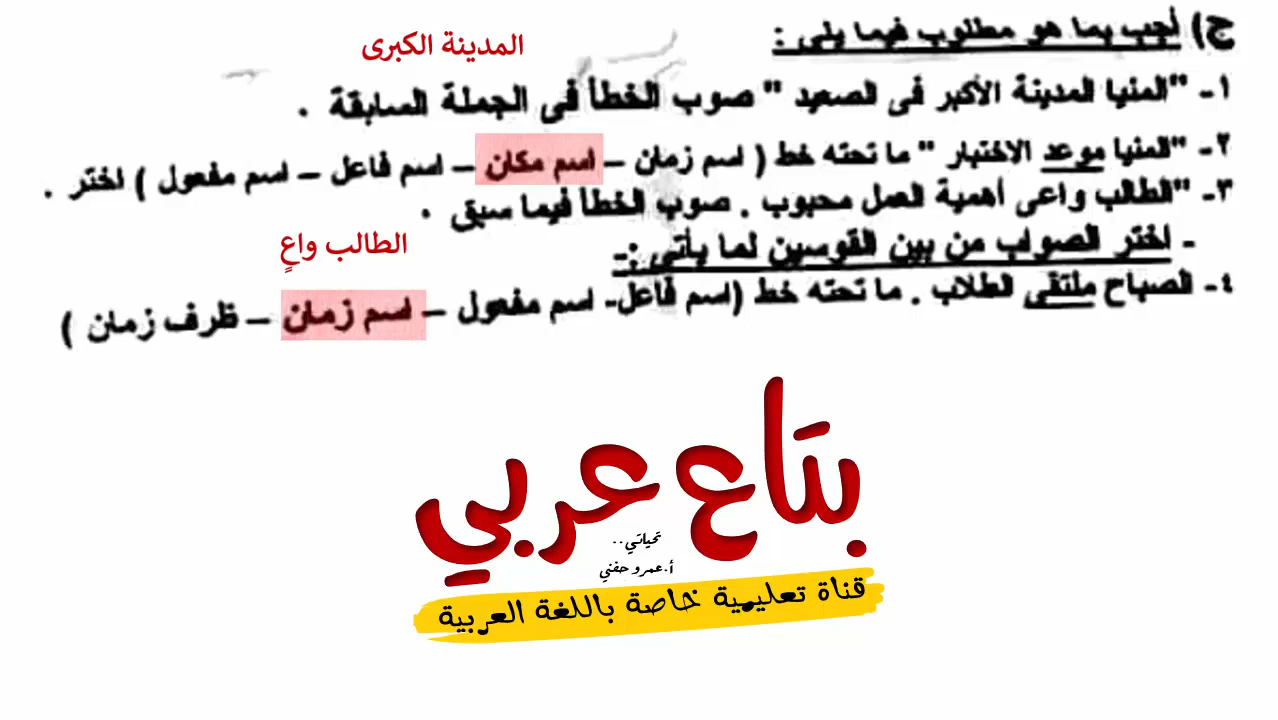 ج) أجب بما هو مطلوب فيما يلى :
المدينة الكبرى
١- "المنيا المدينة الأكبر فى الصعيد " صوب الخطأ فى الجملة السابقة .
٢- "المنيا موعد الاختبار " ما تحته خط ( اسم زمان – اسم مكان – اسم فاعل – اسم مفعول ) اختر .
٣- "الطالب واعى أهمية العمل محبوب . صوب الخطأ فيما سبق .
الطالب واعٍ
- اختر الصواب من بين القوسين لما يأتى :-
٤- الصباح ملتقى الطلاب . ما تحته خط (اسم فاعل- اسم مفعول – اسم زمان – ظرف زمان )
بتاع عربي
تحياتي..
أ.عمرو حفني
قناة تعليمية خاصة باللغة العربية